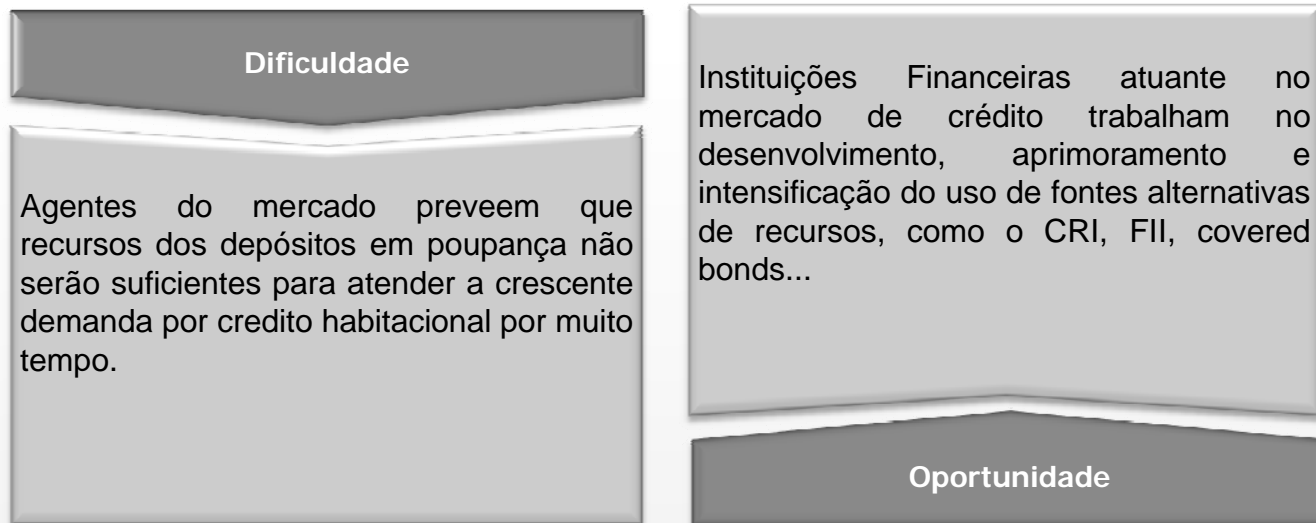 Dificuldade
Agentes do mercado preveem que
recursos dos depósitos em poupança não
serão suficientes para atender a crescente
demanda por credito habitacional por muito
tempo.
Instituições Financeiras atuante no
mercado de crédito trabalham no
desenvolvimento, aprimoramento e
intensificação do uso de fontes alternativas
de recursos, como o CRI, FII, covered
bonds...
Oportunidade